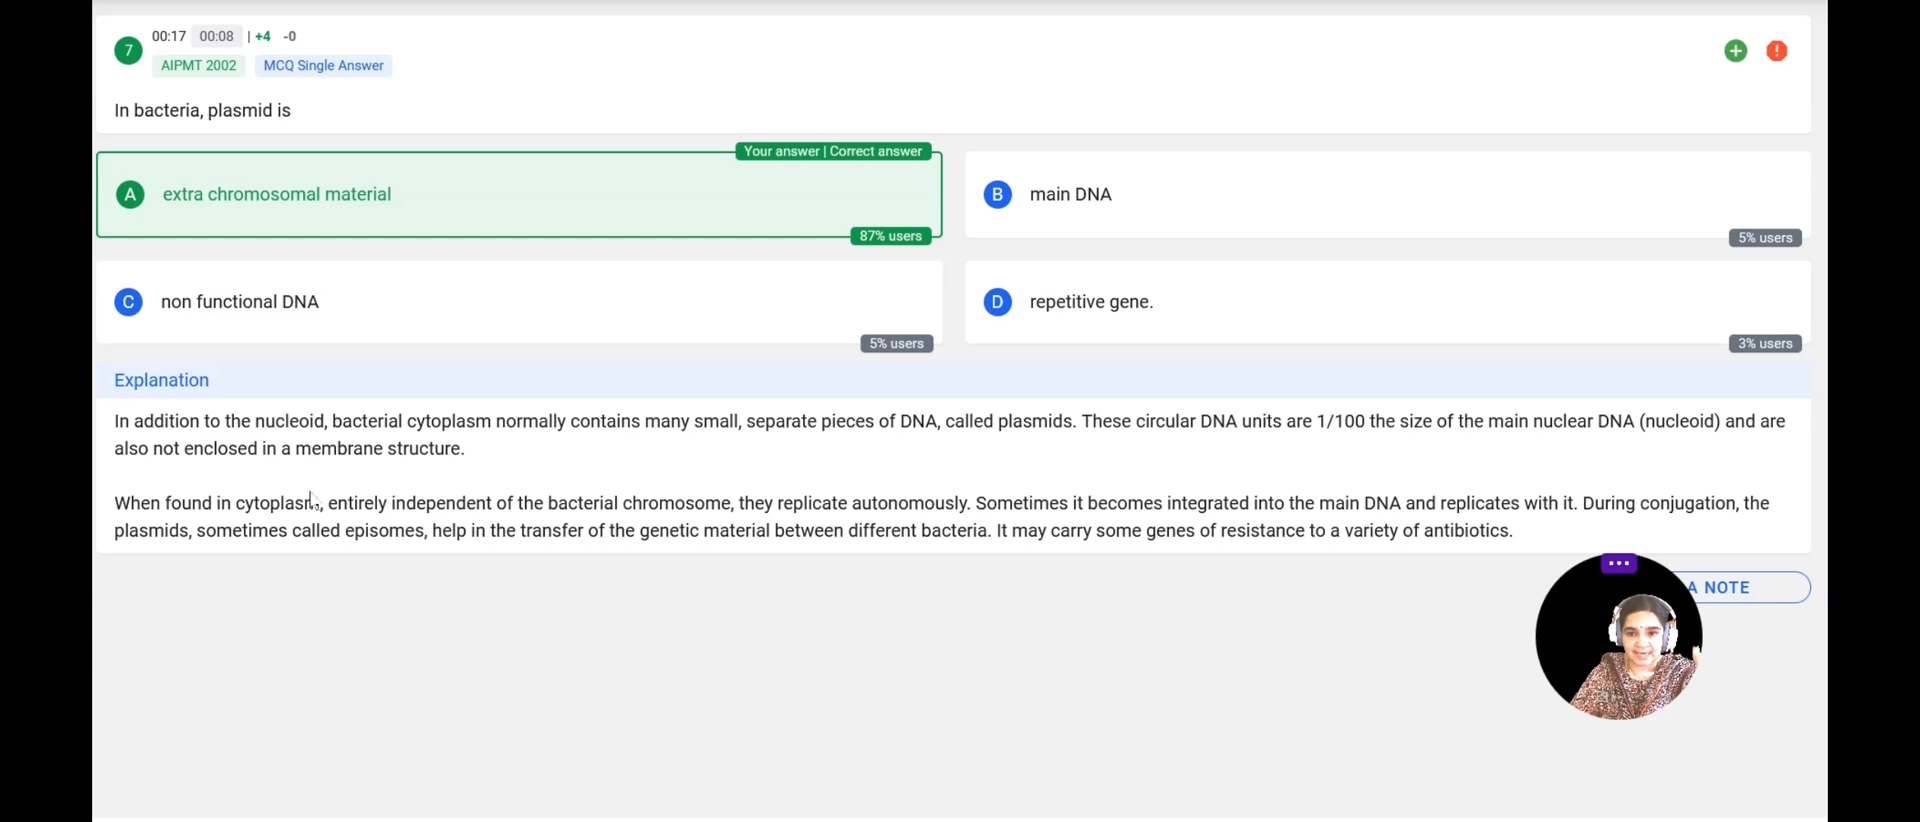 7
00:17 00:08 | +4 -0
AIPMT 2002 MCQ Single Answer
In bacteria, plasmid is
Your answer | Correct answer
A extra chromosomal material
87% users
B main DNA
5% users
C non functional DNA
5% users
D repetitive gene.
3% users
Explanation
In addition to the nucleoid, bacterial cytoplasm normally contains many small, separate pieces of DNA, called plasmids. These circular DNA units are 1/100 the size of the main nuclear DNA (nucleoid) and are
also not enclosed in a membrane structure.
When found in cytoplasm, entirely independent of the bacterial chromosome, they replicate autonomously. Sometimes it becomes integrated into the main DNA and replicates with it. During conjugation, the
plasmids, sometimes called episomes, help in the transfer of the genetic material between different bacteria. It may carry some genes of resistance to a variety of antibiotics.
A NOTE